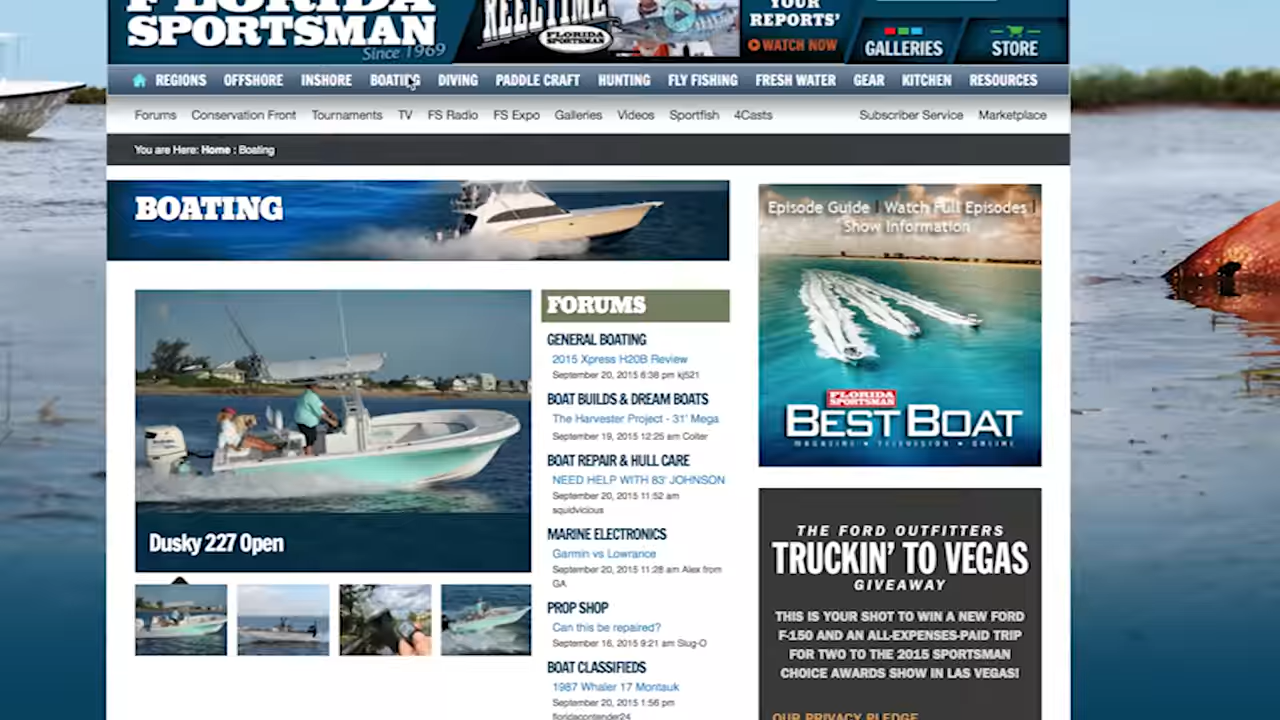 FLORIDA
SPORTSMAN
Since 1969
REELTIME
FLORIDA
SPORTSMAN
YOUR
REPORTS'
WATCH NOW
GALLERIES
STORE
REGIONS OFFSHORE INSHORE BOATING DIVING PADDLE CRAFT HUNTING FLY FISHING FRESH WATER GEAR KITCHEN RESOURCES
Forums Conservation Front Tournaments TV FS Radio FS Expo Galleries Videos Sportfish 4Casts Subscriber Service Marketplace
You are Here: Home : Boating
BOATING
Dusky 227 Open
FORUMS
GENERAL BOATING
2015 Xpress H20B Review
September 20, 2015 6:38 pm kj521
BOAT BUILDS & DREAM BOATS
The Harvester Project - 31' Mega
September 19, 2015 12:25 am Colter
BOAT REPAIR & HULL CARE
NEED HELP WITH 83' JOHNSON
September 20, 2015 11:52 am
squidvicious
MARINE ELECTRONICS
Garmin vs Lowrance
September 20, 2015 11:28 am Alex from
GA
PROP SHOP
Can this be repaired?
September 16, 2015 9:21 am Slug-O
BOAT CLASSIFIEDS
1987 Whaler 17 Montauk
September 20, 2015 1:56 pm
floridacontender24
Episode Guide | Watch Full Episodes |
Show Information
FLORIDA
SPORTSMAN
BEST BOAT
MAGAZINE • TELEVISION • ONLINE
THE FORD OUTFITTERS
TRUCKIN' TO VEGAS
GIVEAWAY
THIS IS YOUR SHOT TO WIN A NEW FORD
F-150 AND AN ALL-EXPENSES-PAID TRIP
FOR TWO TO THE 2015 SPORTSMAN
CHOICE AWARDS SHOW IN LAS VEGAS!
OUR PRIVACY PLEDGE